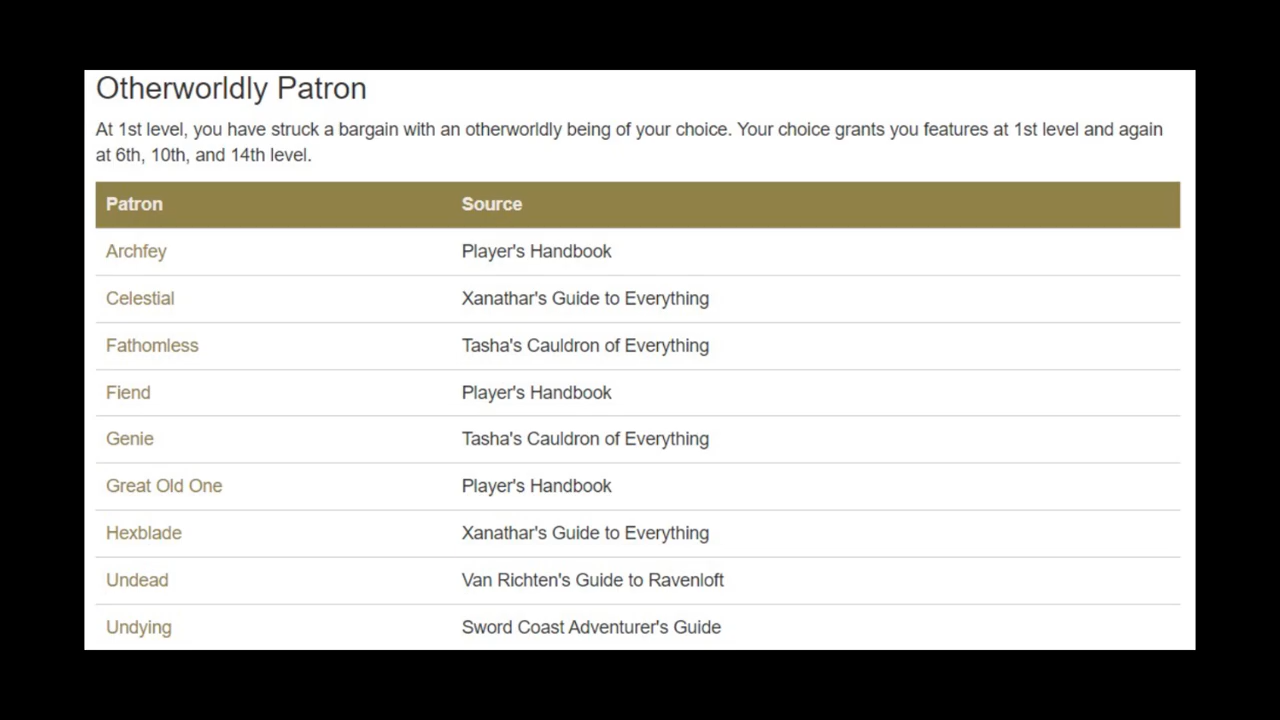 Otherworldly Patron
At 1st level, you have struck a bargain with an otherworldly being of your choice. Your choice grants you features at 1st level and again
at 6th, 10th, and 14th level.
Patron Source
Archfey Player's Handbook
Celestial Xanathar's Guide to Everything
Fathomless Tasha's Cauldron of Everything
Fiend Player's Handbook
Genie Tasha's Cauldron of Everything
Great Old One Player's Handbook
Hexblade Xanathar's Guide to Everything
Undead Van Richten's Guide to Ravenloft
Undying Sword Coast Adventurer's Guide